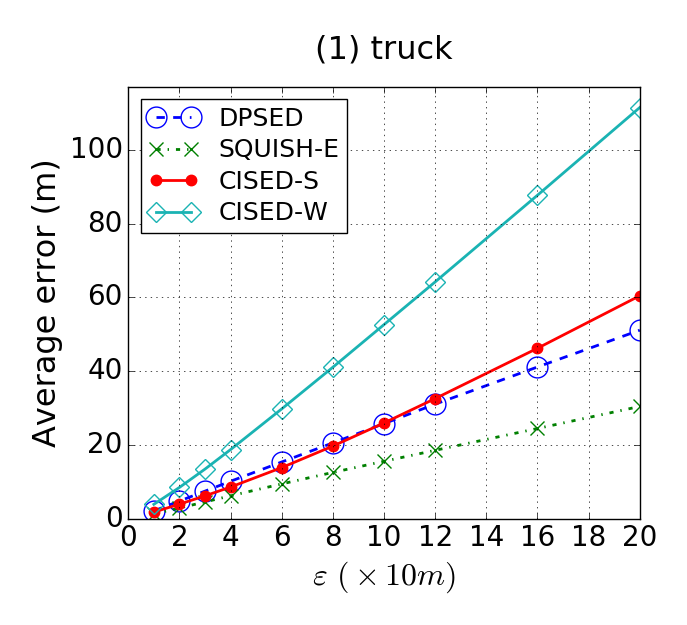 (1) truck
DPSED
SQUISH-E
CISED-S
CISED-W
Average error (m)
100
80
60
40
20
0
0 2 4 6 8 10 12 14 16 18 20
ε (×10m)